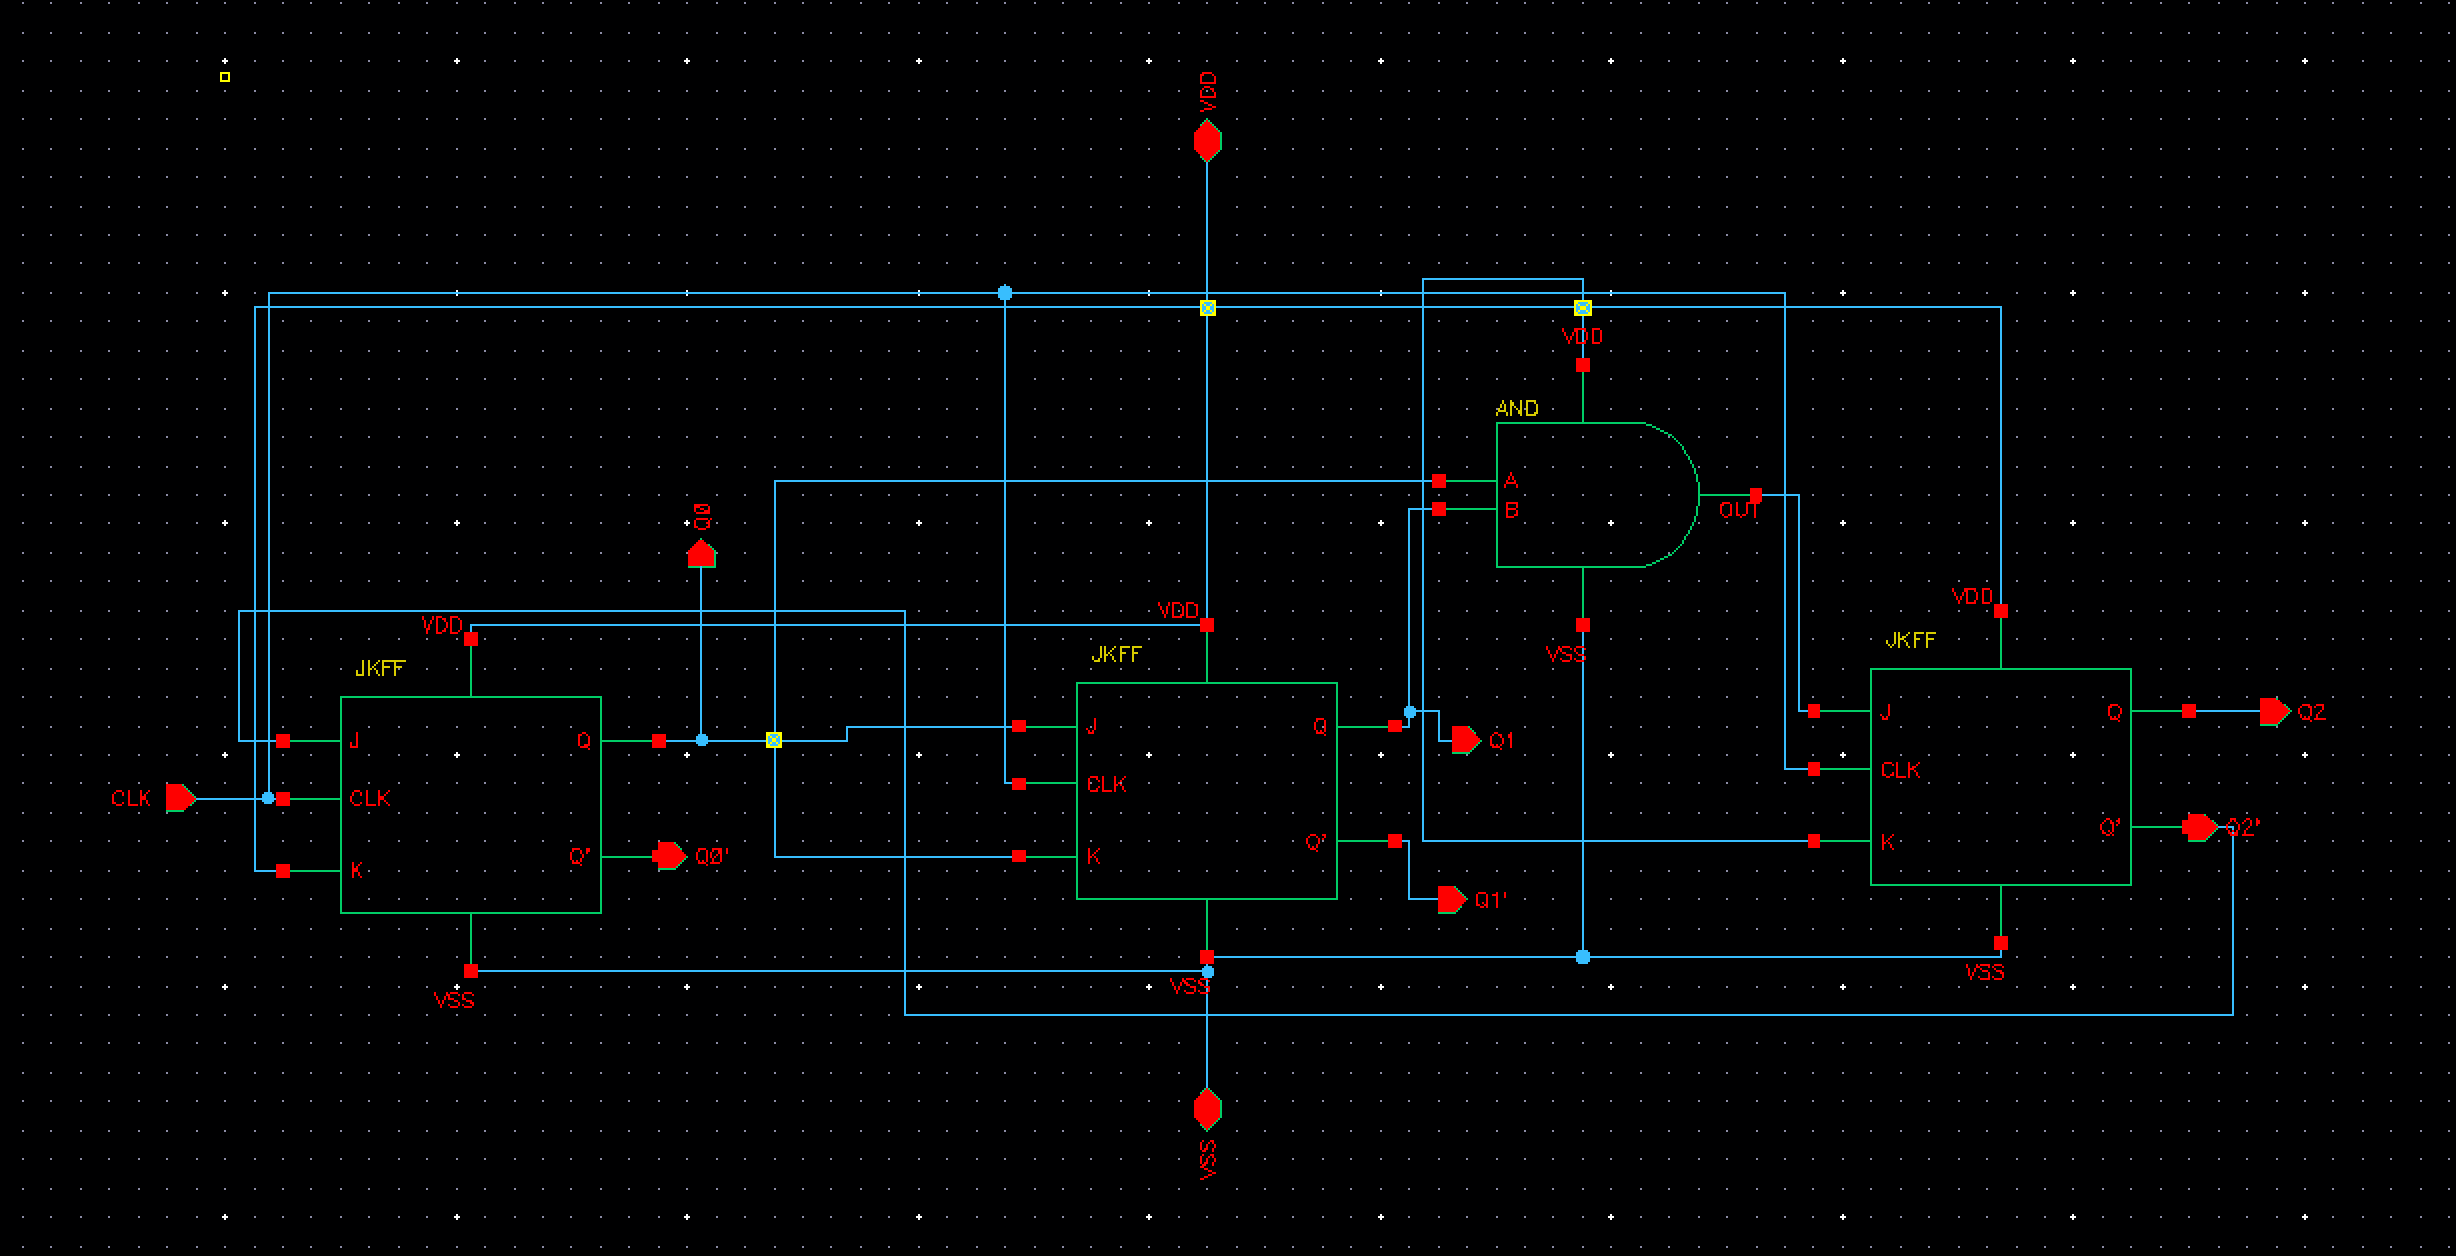 VDD
VDD
AND
A
B
OUT
Q0
VDD
VDD
VDD
JKFF
JKFF
JKFF
VSS
J
Q
J
Q
Q1
J
Q
Q2
CLK
CLK
CLK
CLK
Q'
Q0'
K
K
Q'
Q1'
K
Q'
Q2'
VSS
VSS
VSS
VSS